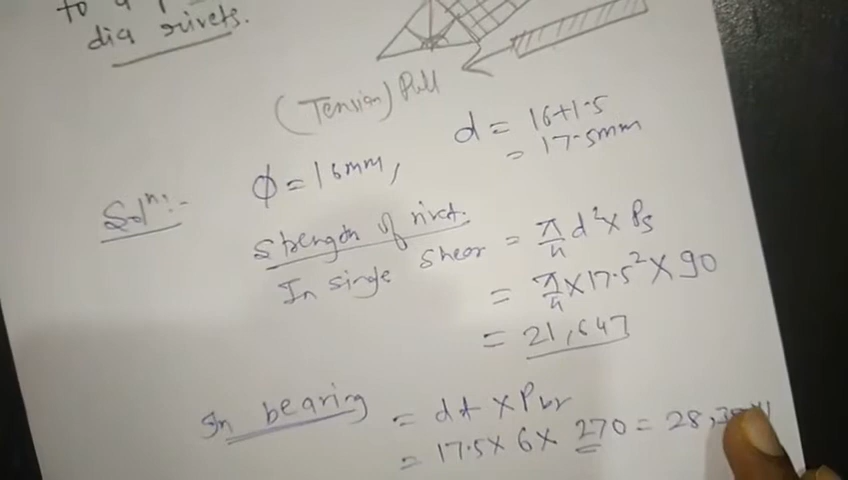 to a
dia rivets.
(Tension) Pull
ϕ = 16mm,
d = 16+1.5
= 17.5mm
Solⁿ:-
Strength of rivet.
In single shear = π/4 d² x Ps
= π/4 x 17.5² x 90
= 21,647
In bearing
= dt x Pbr
= 17.5 x 6 x 270 = 28,